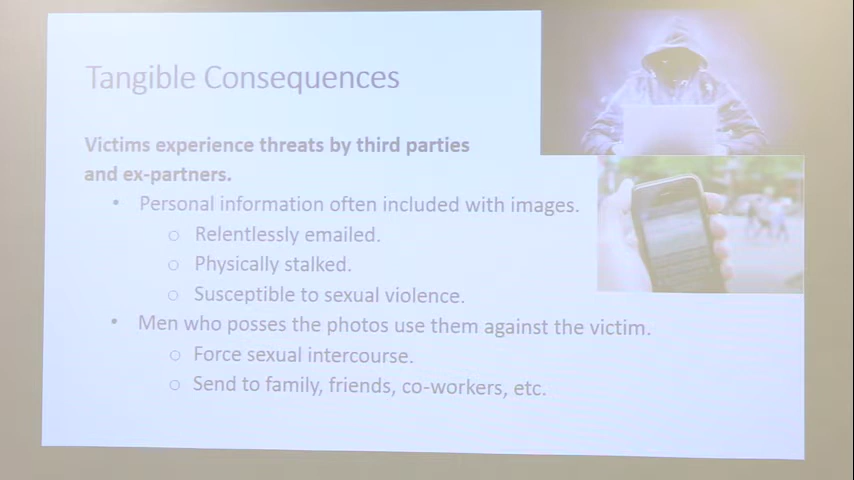 Tangible Consequences
Victims experience threats by third parties
and ex-partners.
• Personal information often included with images.
○ Relentlessly emailed.
○ Physically stalked.
○ Susceptible to sexual violence.
• Men who posses the photos use them against the victim.
○ Force sexual intercourse.
○ Send to family, friends, co-workers, etc.